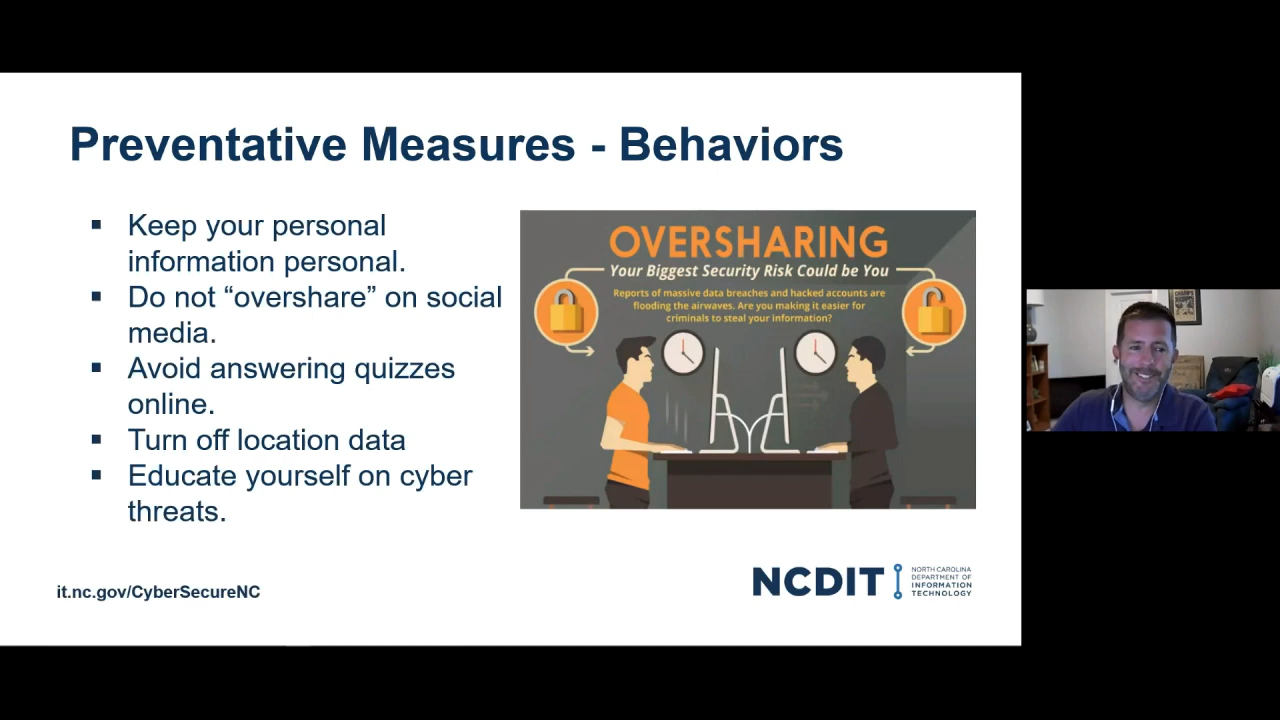 Preventative Measures - Behaviors
▪ Keep your personal
information personal.
▪ Do not “overshare” on social
media.
▪ Avoid answering quizzes
online.
▪ Turn off location data
▪ Educate yourself on cyber
threats.
OVERSHARING
Your Biggest Security Risk Could be You
Reports of massive data breaches and hacked accounts are
flooding the airwaves. Are you making it easier for
criminals to steal your information?
it.nc.gov/CyberSecureNC
NCDIT
NORTH CAROLINA
DEPARTMENT OF
INFORMATION
TECHNOLOGY